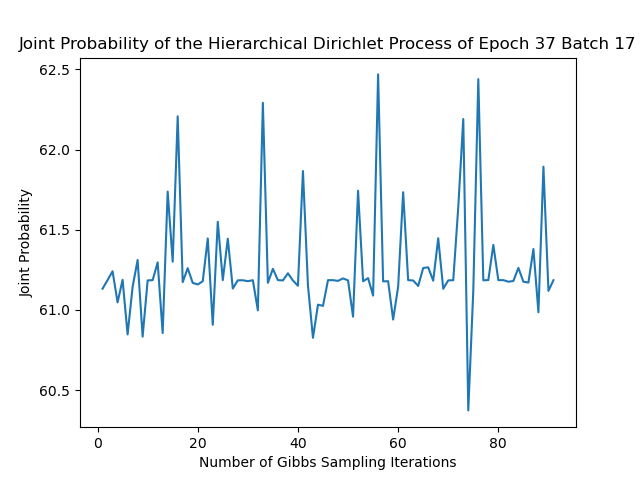 Joint Probability of the Hierarchical Dirichlet Process of Epoch 37 Batch 17
62.5
62.0
61.5
61.0
60.5
Joint Probability
0 20 40 60 80
Number of Gibbs Sampling Iterations